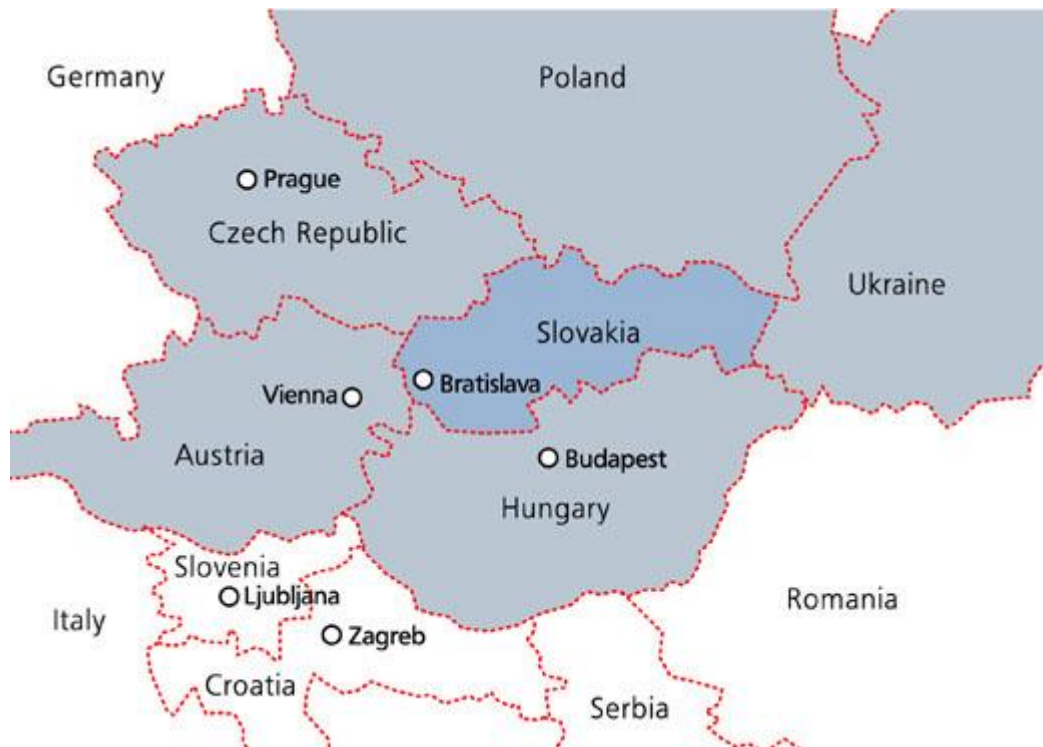 Germany
Poland
Prague
Czech Republic
Ukraine
Slovakia
Bratislava
Vienna
Austria
Budapest
Hungary
Slovenia
Ljubljana
Italy
Romania
Zagreb
Croatia
Serbia